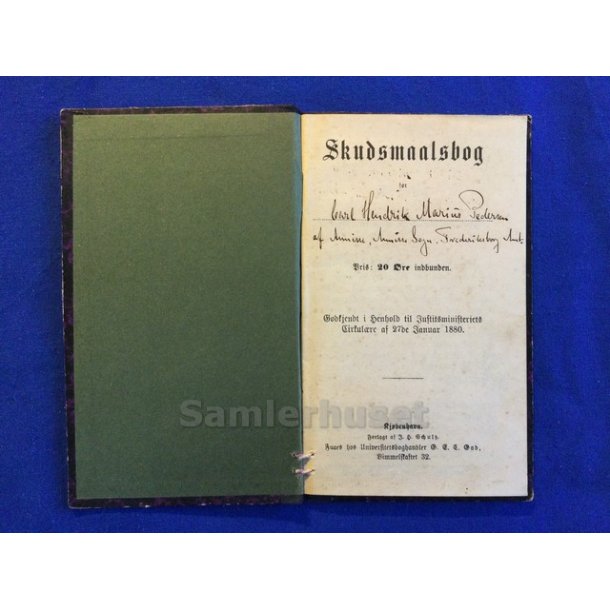 Skudsmaalsbog
for
Carl Hendrik Marius Pedersen
af Annisse, Annisse Sogn. Frederiksborg Amt.
Pris: 20 Øre indbunden.
Godkjendt i Henhold til Justitsministeriets
Cirkulære af 27de Januar 1880.
Samlerhuset
Kjøbenhavn.
Forlagt af J. H. Schultz.
Faaes hos Universitetsboghandler G. E. C. Gad,
Vimmelskaftet 32.